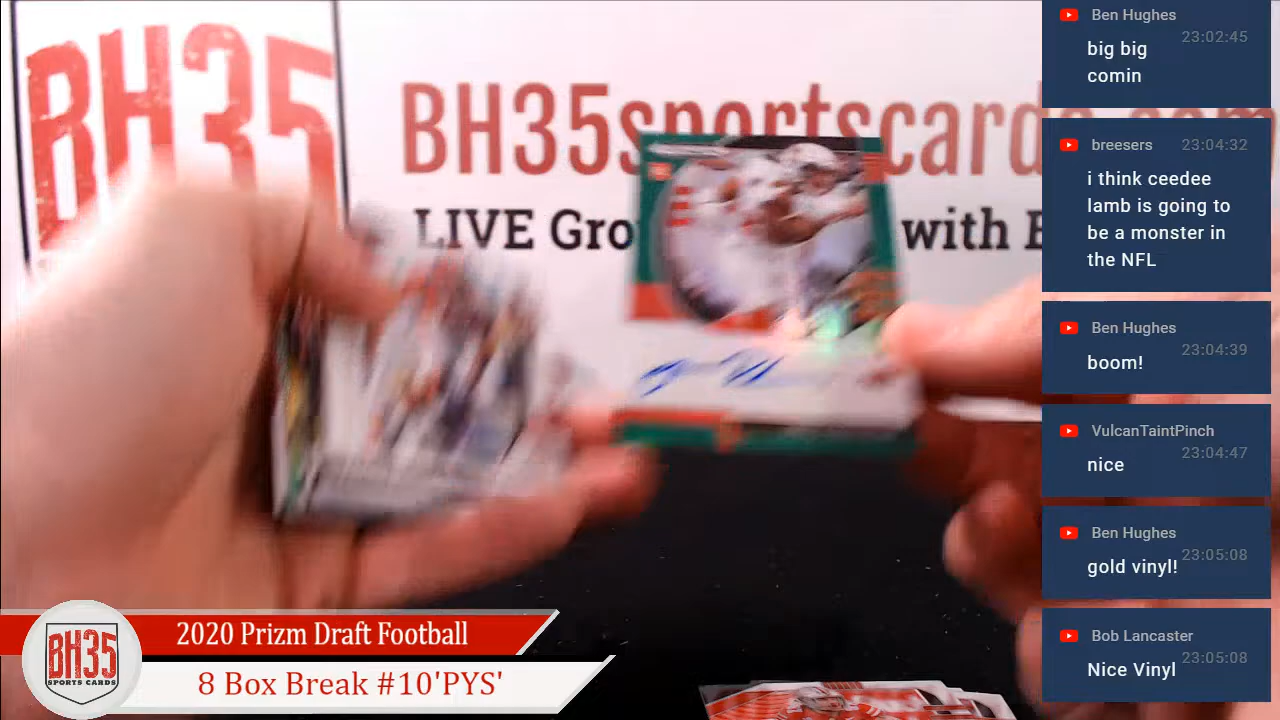 BH35
BH35sportscards.com
LIVE Gro
with
Ben Hughes
23:02:45
big big
comin
breesers 23:04:32
i think ceedee
lamb is going to
be a monster in
the NFL
Ben Hughes
23:04:39
boom!
VulcanTaintPinch
23:04:47
nice
Ben Hughes
23:05:08
gold vinyl!
Bob Lancaster
23:05:08
Nice Vinyl
BH35
SPORTS CARDS
2020 Prizm Draft Football
8 Box Break #10'PYS'